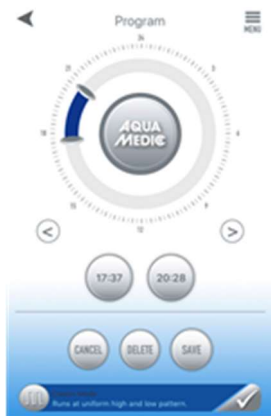 Program
MENU
24
21
3
18
6
15
9
12
AQUA
MEDIC
< >
17:37 20:28
CANCEL DELETE SAVE
Runs at uniform high and low pattern.